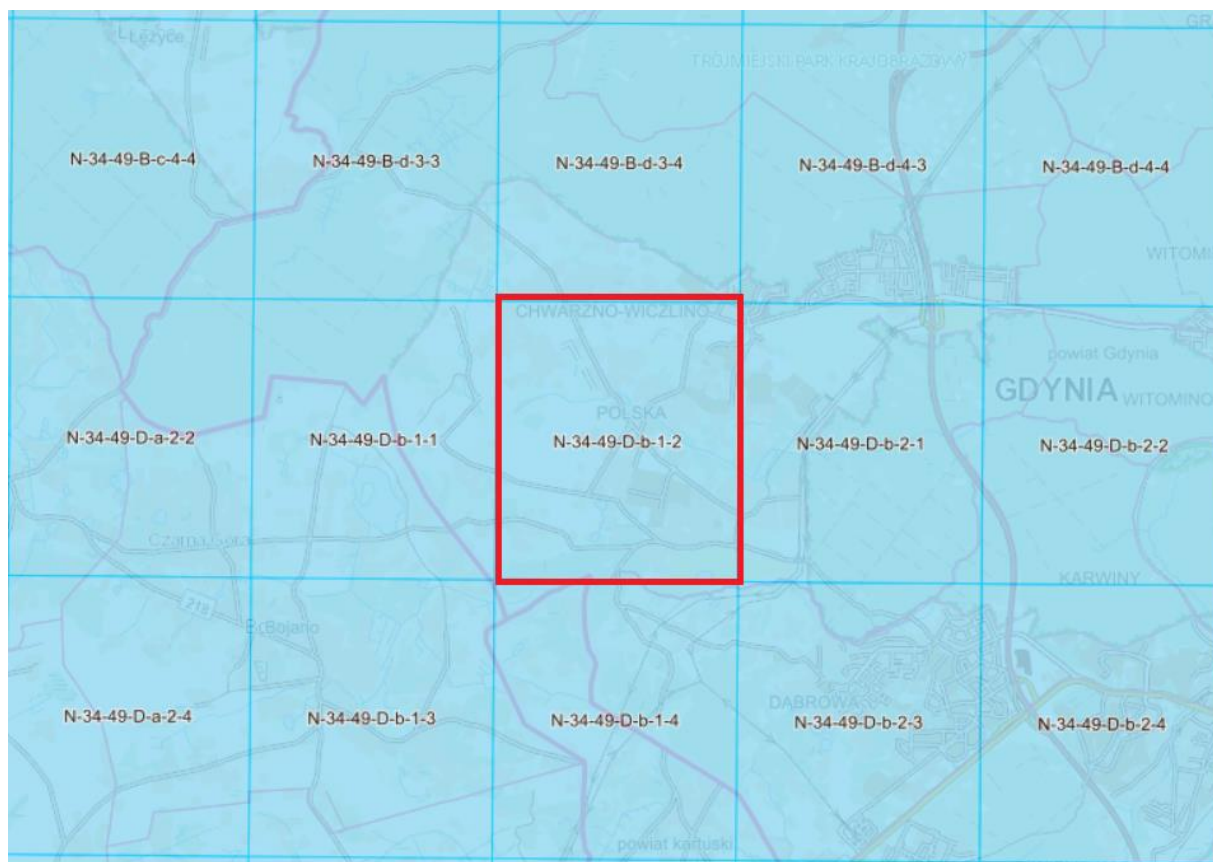 GR
Łężyce
TRÓJMIEJSKI PARK KRAJOBRAZOWY
N-34-49-B-c-4-4
N-34-49-B-d-3-3
N-34-49-B-d-3-4
N-34-49-B-d-4-3
N-34-49-B-d-4-4
WITOMI
CHWARZNO-WICZLINO
powiat Gdynia
GDYNIA
WITOMINO
POLSKA
N-34-49-D-a-2-2
N-34-49-D-b-1-1
N-34-49-D-b-1-2
N-34-49-D-b-2-1
N-34-49-D-b-2-2
Czarna Góra
KARWINY
218
Bojano
DĄBROWA
N-34-49-D-a-2-4
N-34-49-D-b-1-3
N-34-49-D-b-1-4
N-34-49-D-b-2-3
N-34-49-D-b-2-4
powiat kartuski